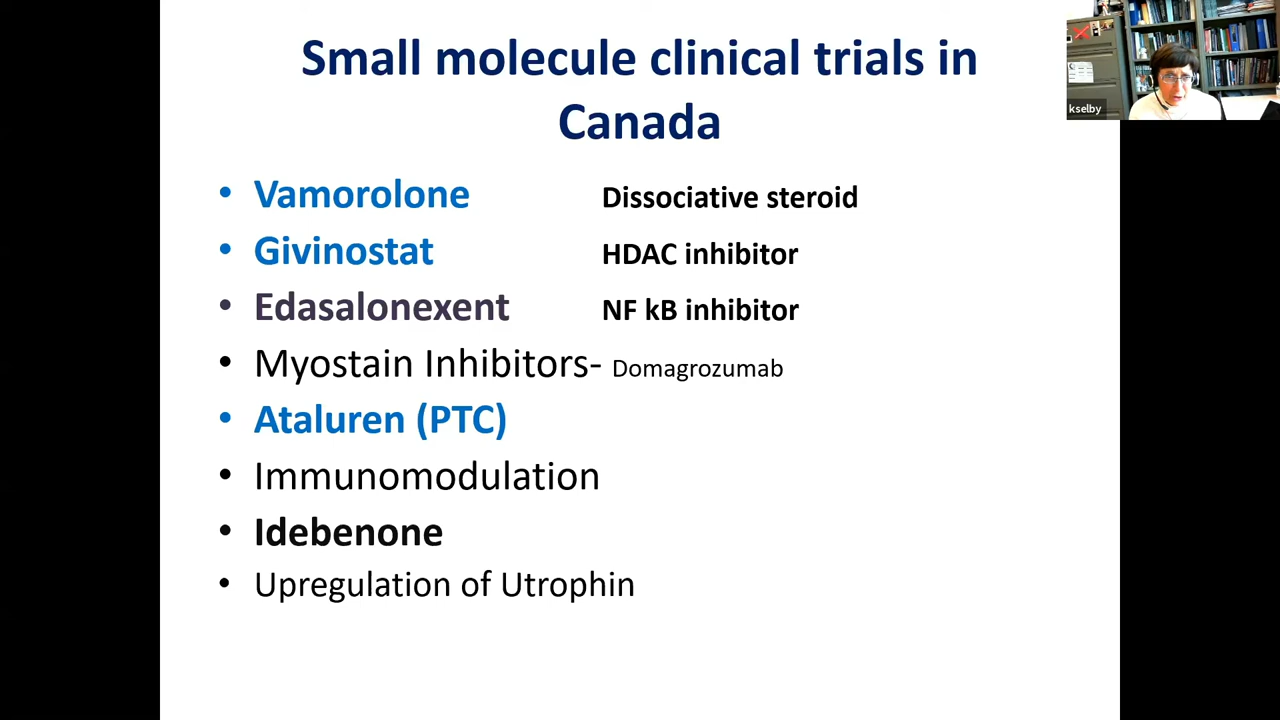 Small molecule clinical trials in
Canada
• Vamorolone Dissociative steroid
• Givinostat HDAC inhibitor
• Edasalonexent NF kB inhibitor
• Myostain Inhibitors- Domagrozumab
• Ataluren (PTC)
• Immunomodulation
• Idebenone
• Upregulation of Utrophin
kselby